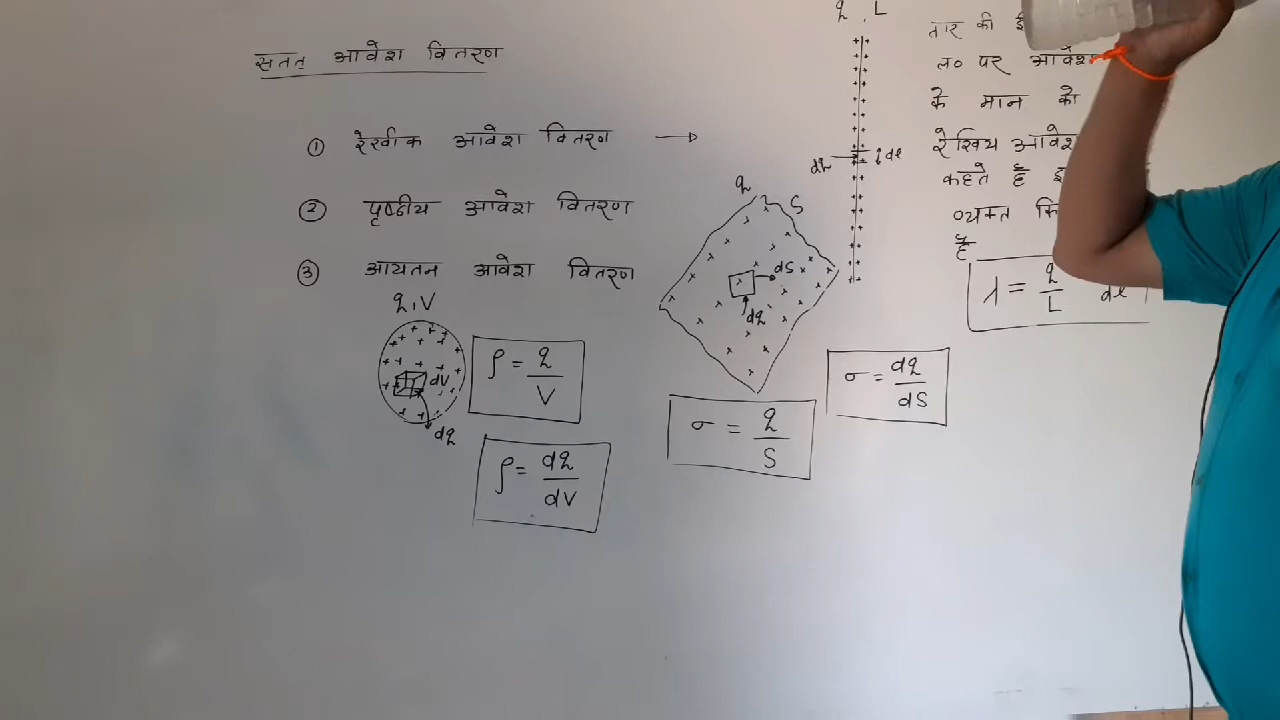 सतत् आवेश वितरण
① रेखीक आवेश वितरण →
② पृष्ठीय आवेश वितरण
③ आयतन आवेश वितरण
q, V
dV
dq
ρ = q / V
ρ = dq / dV
q S
dS
dq
σ = q / S
σ = dq / dS
q, L
dq dl
तार की
ल० पर आवेश
के मान को
रेखिय आवेश
कहते है
व्यक्त
है
λ = q / L